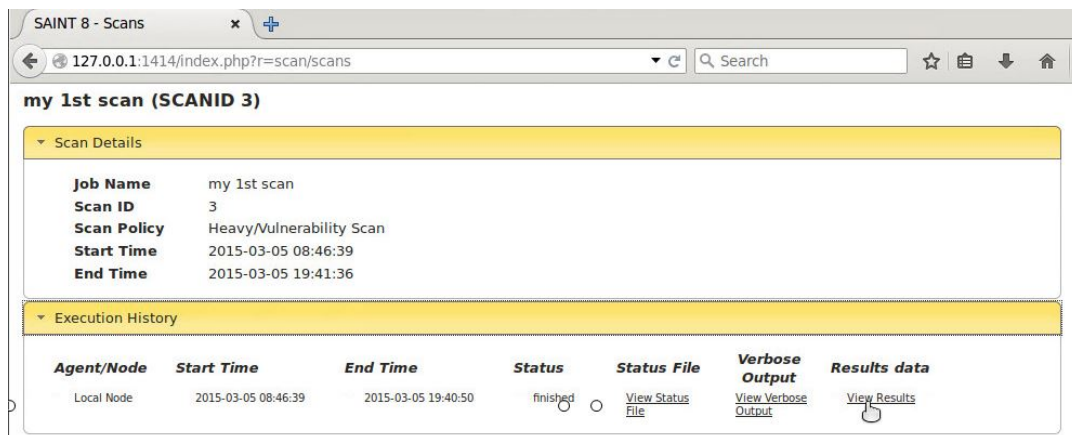 SAINT 8 - Scans
127.0.0.1:1414/index.php?r=scan/scans
Search
my 1st scan (SCANID 3)
Scan Details
Job Name my 1st scan
Scan ID 3
Scan Policy Heavy/Vulnerability Scan
Start Time 2015-03-05 08:46:39
End Time 2015-03-05 19:41:36
Execution History
Agent/Node Start Time End Time Status Status File Verbose Output Results data
Local Node 2015-03-05 08:46:39 2015-03-05 19:40:50 finished View Status File View Verbose Output View Results